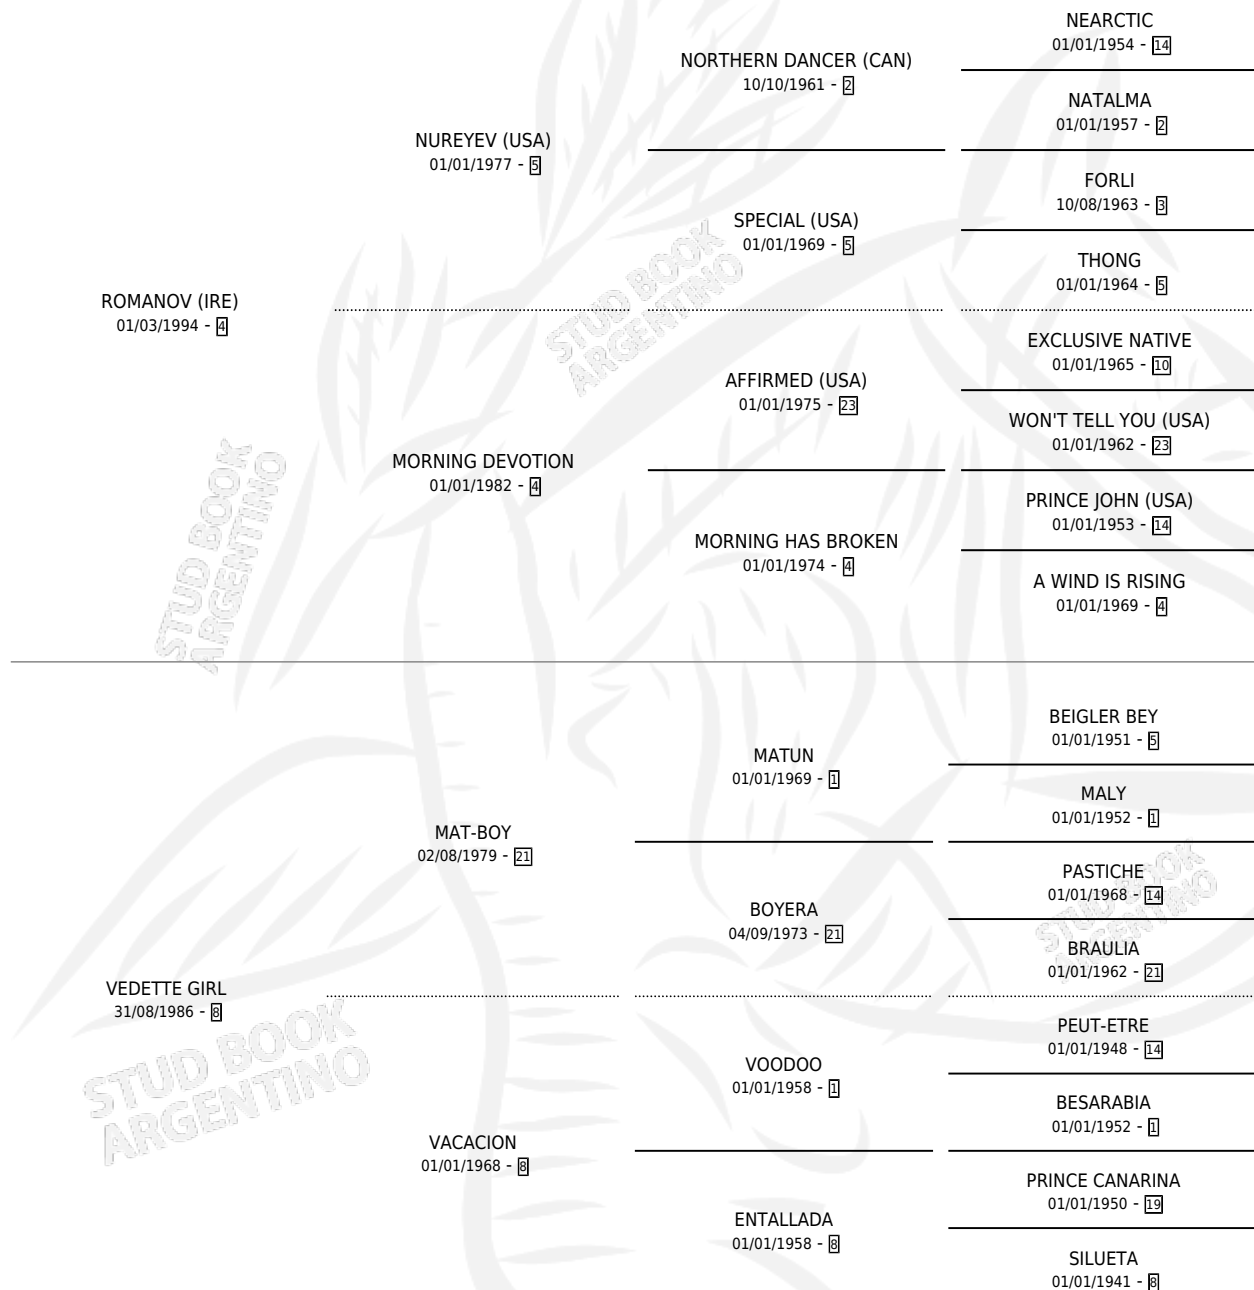 NEARCTIC
01/01/1954 - 14
NORTHERN DANCER (CAN)
10/10/1961 - 2
NATALMA
01/01/1957 - 2
NUREYEV (USA)
01/01/1977 - 5
FORLI
10/08/1963 - 3
SPECIAL (USA)
01/01/1969 - 5
THONG
01/01/1964 - 5
ROMANOV (IRE)
01/03/1994 - 4
EXCLUSIVE NATIVE
01/01/1965 - 10
AFFIRMED (USA)
01/01/1975 - 23
WON'T TELL YOU (USA)
01/01/1962 - 23
MORNING DEVOTION
01/01/1982 - 4
PRINCE JOHN (USA)
01/01/1953 - 14
MORNING HAS BROKEN
01/01/1974 - 4
A WIND IS RISING
01/01/1969 - 4
BEIGLER BEY
01/01/1951 - 5
MATUN
01/01/1969 - 1
MALY
01/01/1952 - 1
MAT-BOY
02/08/1979 - 21
PASTICHE
01/01/1968 - 14
BOYERA
04/09/1973 - 21
BRAULIA
01/01/1962 - 21
VEDETTE GIRL
31/08/1986 - 8
PEUT-ETRE
01/01/1948 - 14
VOODOO
01/01/1958 - 1
BESARABIA
01/01/1952 - 1
VACACION
01/01/1968 - 8
PRINCE CANARINA
01/01/1950 - 19
ENTALLADA
01/01/1958 - 8
SILUETA
01/01/1941 - 8
STUD BOOK
ARGENTINO
STUD BOOK
ARGENTINO
STUD BOOK
ARGENTINO
STUD BOOK
ARGENTINO